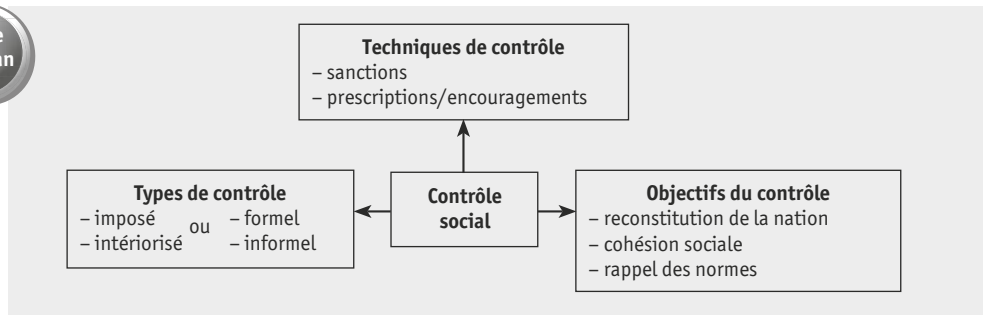 Techniques de contrôle
– sanctions
– prescriptions/encouragements
Types de contrôle
– imposé ou – formel
– intériorisé – informel
Contrôle
social
Objectifs du contrôle
– reconstitution de la nation
– cohésion sociale
– rappel des normes